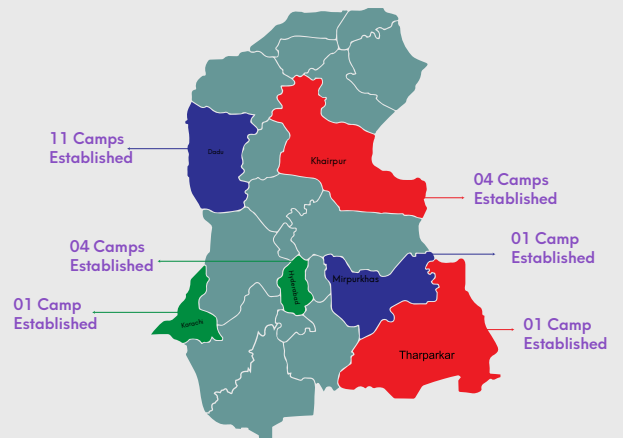 11 Camps
Established
Dadu
Khairpur
04 Camps
Established
04 Camps
Established
01 Camp
Established
Hyderabad
Mirpurkhas
01 Camp
Established
Karachi
01 Camp
Established
Tharparkar